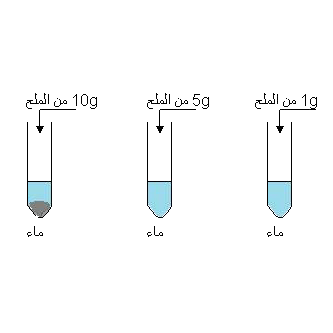 10g من الملح
5g من الملح
1g من الملح
ماء
ماء
ماء